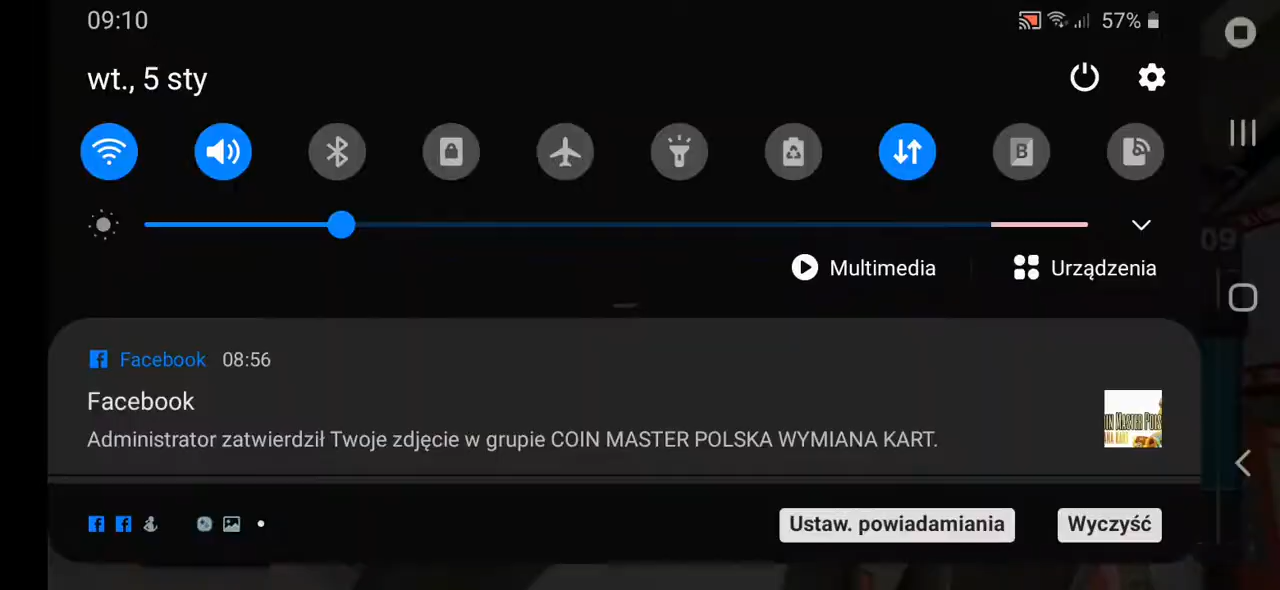 09:10
57%
wt., 5 sty
B
Multimedia
Urządzenia
09
Facebook 08:56
Facebook
Administrator zatwierdził Twoje zdjęcie w grupie COIN MASTER POLSKA WYMIANA KART.
Ustaw. powiadamiania
Wyczyść